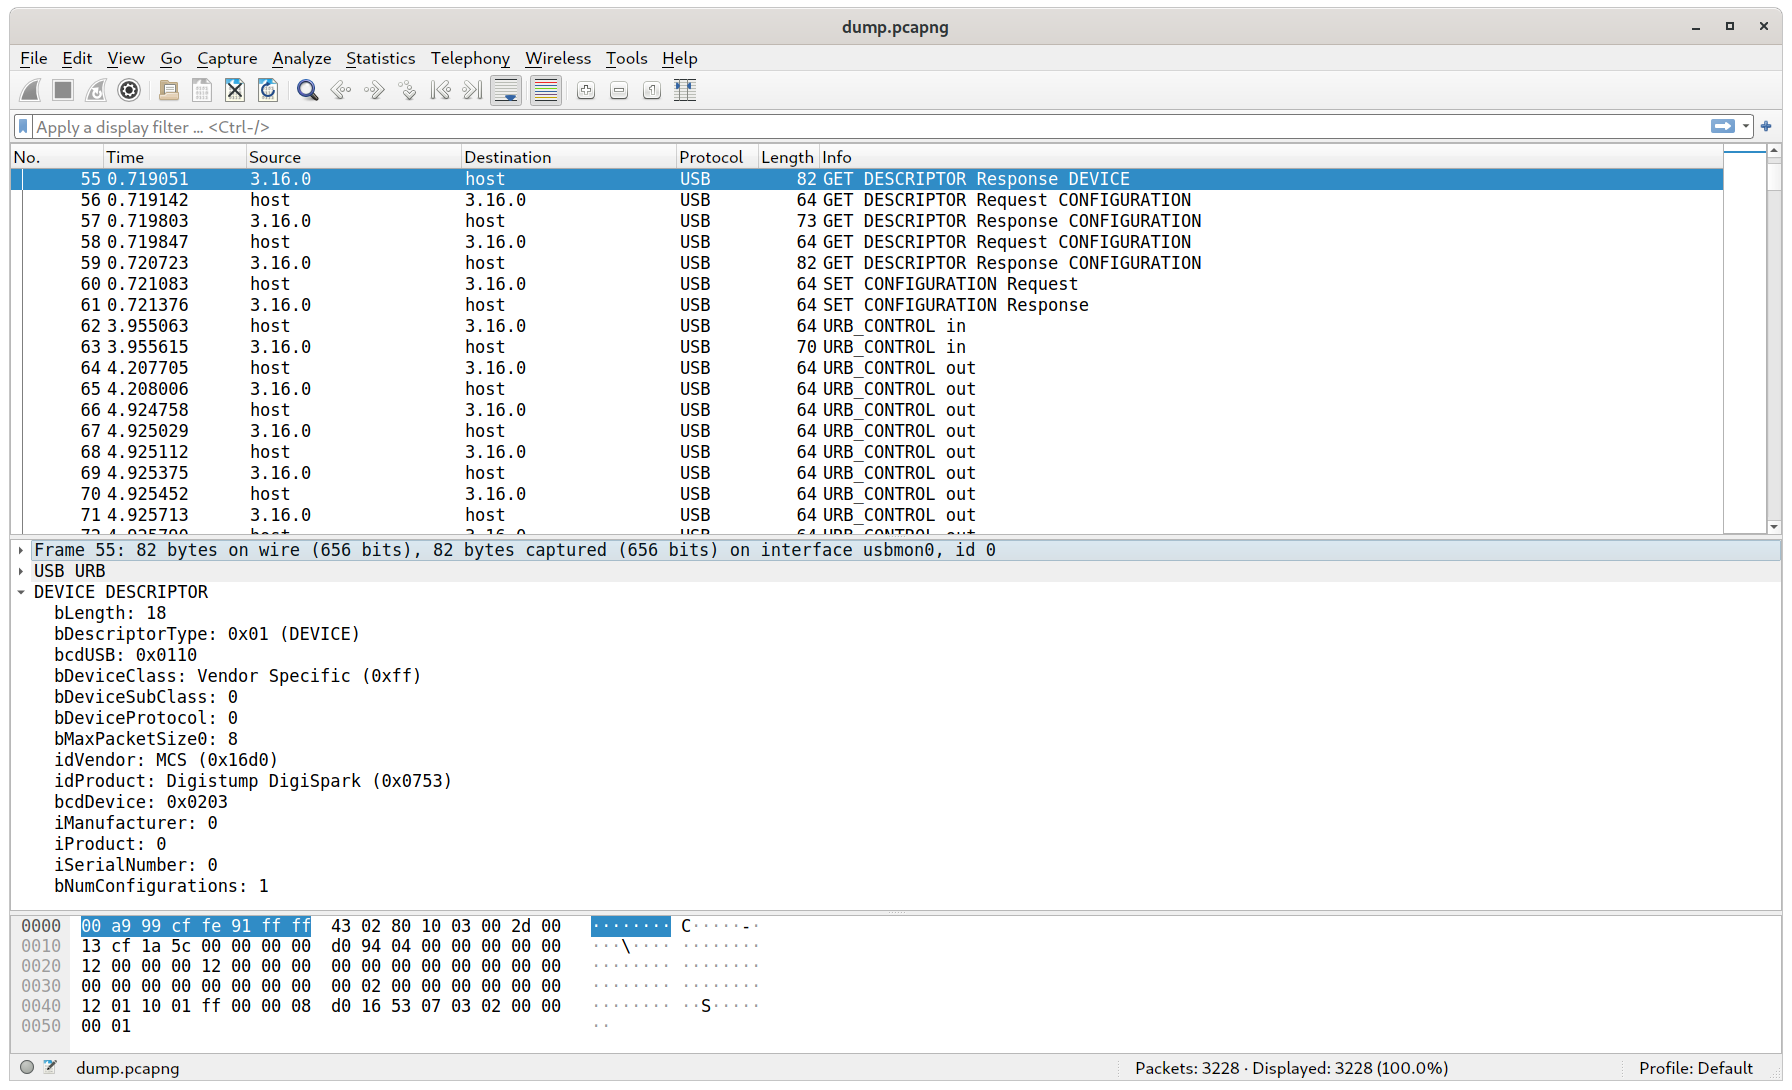 dump.pcapng
File Edit View Go Capture Analyze Statistics Telephony Wireless Tools Help
Apply a display filter … <Ctrl-/>
No. Time Source Destination Protocol Length Info
55 0.719051 3.16.0 host USB 82 GET DESCRIPTOR Response DEVICE
56 0.719142 host 3.16.0 USB 64 GET DESCRIPTOR Request CONFIGURATION
57 0.719803 3.16.0 host USB 73 GET DESCRIPTOR Response CONFIGURATION
58 0.719847 host 3.16.0 USB 64 GET DESCRIPTOR Request CONFIGURATION
59 0.720723 3.16.0 host USB 82 GET DESCRIPTOR Response CONFIGURATION
60 0.721083 host 3.16.0 USB 64 SET CONFIGURATION Request
61 0.721376 3.16.0 host USB 64 SET CONFIGURATION Response
62 3.955063 host 3.16.0 USB 64 URB_CONTROL in
63 3.955615 3.16.0 host USB 70 URB_CONTROL in
64 4.207705 host 3.16.0 USB 64 URB_CONTROL out
65 4.208006 3.16.0 host USB 64 URB_CONTROL out
66 4.924758 host 3.16.0 USB 64 URB_CONTROL out
67 4.925029 3.16.0 host USB 64 URB_CONTROL out
68 4.925112 host 3.16.0 USB 64 URB_CONTROL out
69 4.925375 3.16.0 host USB 64 URB_CONTROL out
70 4.925452 host 3.16.0 USB 64 URB_CONTROL out
71 4.925713 3.16.0 host USB 64 URB_CONTROL out
Frame 55: 82 bytes on wire (656 bits), 82 bytes captured (656 bits) on interface usbmon0, id 0
USB URB
DEVICE DESCRIPTOR
bLength: 18
bDescriptorType: 0x01 (DEVICE)
bcdUSB: 0x0110
bDeviceClass: Vendor Specific (0xff)
bDeviceSubClass: 0
bDeviceProtocol: 0
bMaxPacketSize0: 8
idVendor: MCS (0x16d0)
idProduct: Digistump DigiSpark (0x0753)
bcdDevice: 0x0203
iManufacturer: 0
iProduct: 0
iSerialNumber: 0
bNumConfigurations: 1
0000 00 a9 99 cf fe 91 ff ff 43 02 80 10 03 00 2d 00 ········ C·····-·
0010 13 cf 1a 5c 00 00 00 00 d0 94 04 00 00 00 00 00 ···\···· ········
0020 12 00 00 00 12 00 00 00 00 00 00 00 00 00 00 00 ········ ········
0030 00 00 00 00 00 00 00 00 00 02 00 00 00 00 00 00 ········ ········
0040 12 01 10 01 ff 00 00 08 d0 16 53 07 03 02 00 00 ········ ··S·····
0050 00 01 ··
dump.pcapng Packets: 3228 · Displayed: 3228 (100.0%) Profile: Default